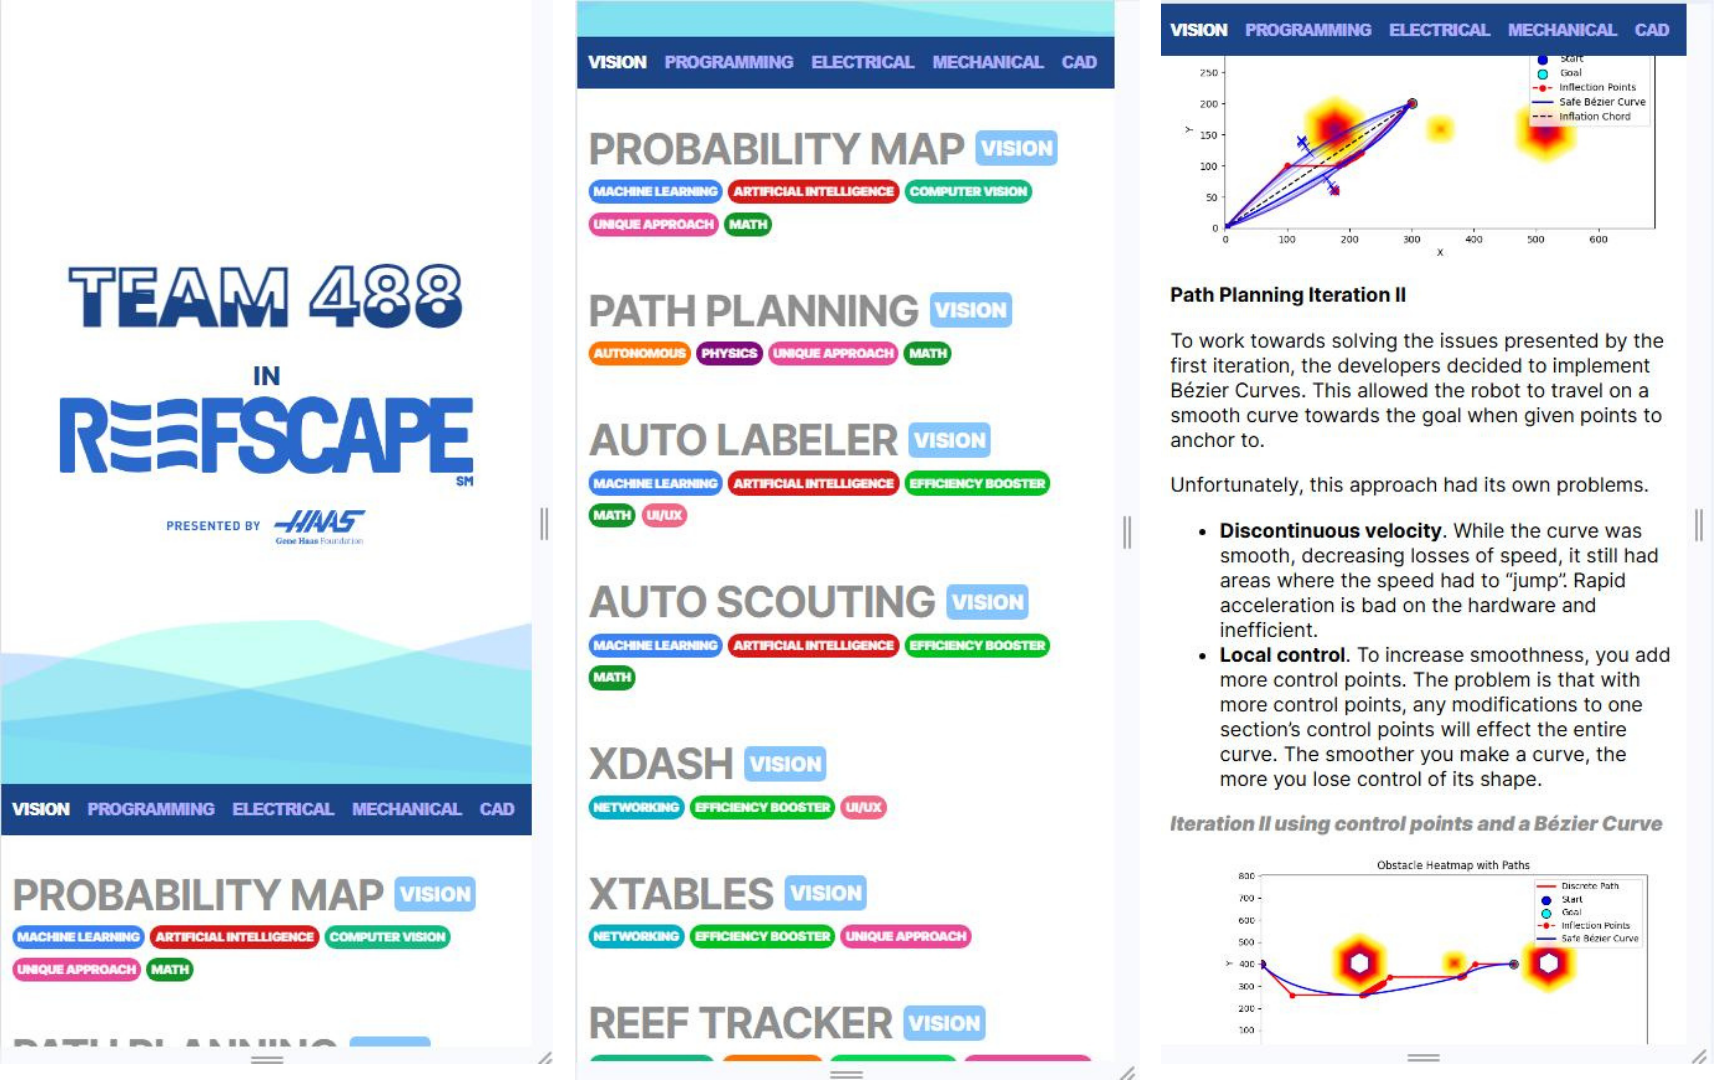 TEAM 488
IN
REEFSCAPE
SM
PRESENTED BY HAAS
Gene Haas Foundation
VISION PROGRAMMING ELECTRICAL MECHANICAL CAD
PROBABILITY MAP VISION
MACHINE LEARNING ARTIFICIAL INTELLIGENCE COMPUTER VISION
UNIQUE APPROACH MATH
PATH PLANNING
VISION PROGRAMMING ELECTRICAL MECHANICAL CAD
PROBABILITY MAP VISION
MACHINE LEARNING ARTIFICIAL INTELLIGENCE COMPUTER VISION
UNIQUE APPROACH MATH
PATH PLANNING VISION
AUTONOMOUS PHYSICS UNIQUE APPROACH MATH
AUTO LABELER VISION
MACHINE LEARNING ARTIFICIAL INTELLIGENCE EFFICIENCY BOOSTER
MATH UI/UX
AUTO SCOUTING VISION
MACHINE LEARNING ARTIFICIAL INTELLIGENCE EFFICIENCY BOOSTER
MATH
XDASH VISION
NETWORKING EFFICIENCY BOOSTER UI/UX
XTABLES VISION
NETWORKING EFFICIENCY BOOSTER UNIQUE APPROACH
REEF TRACKER VISION
VISION PROGRAMMING ELECTRICAL MECHANICAL CAD
Start
Goal
Inflection Points
Safe Bézier Curve
Inflation Chord
250
200
150
100
50
0
Y
0 100 200 300 400 500 600
X
Path Planning Iteration II
To work towards solving the issues presented by the
first iteration, the developers decided to implement
Bézier Curves. This allowed the robot to travel on a
smooth curve towards the goal when given points to
anchor to.
Unfortunately, this approach had its own problems.
• Discontinuous velocity. While the curve was
smooth, decreasing losses of speed, it still had
areas where the speed had to “jump”. Rapid
acceleration is bad on the hardware and
inefficient.
• Local control. To increase smoothness, you add
more control points. The problem is that with
more control points, any modifications to one
section’s control points will effect the entire
curve. The smoother you make a curve, the
more you lose control of its shape.
Iteration II using control points and a Bézier Curve
Obstacle Heatmap with Paths
Discrete Path
Start
Goal
Inflection Points
Safe Bézier Curve
800
700
600
500
400
300
200
100
Y